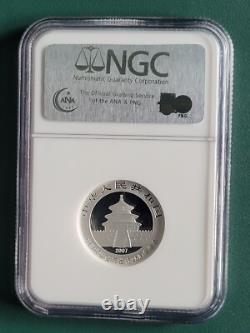 NGC
Numismatic Guaranty Corporation
The Official Grading Service
of the ANA & PNG
ANA
PNG
中华人民共和国
2007